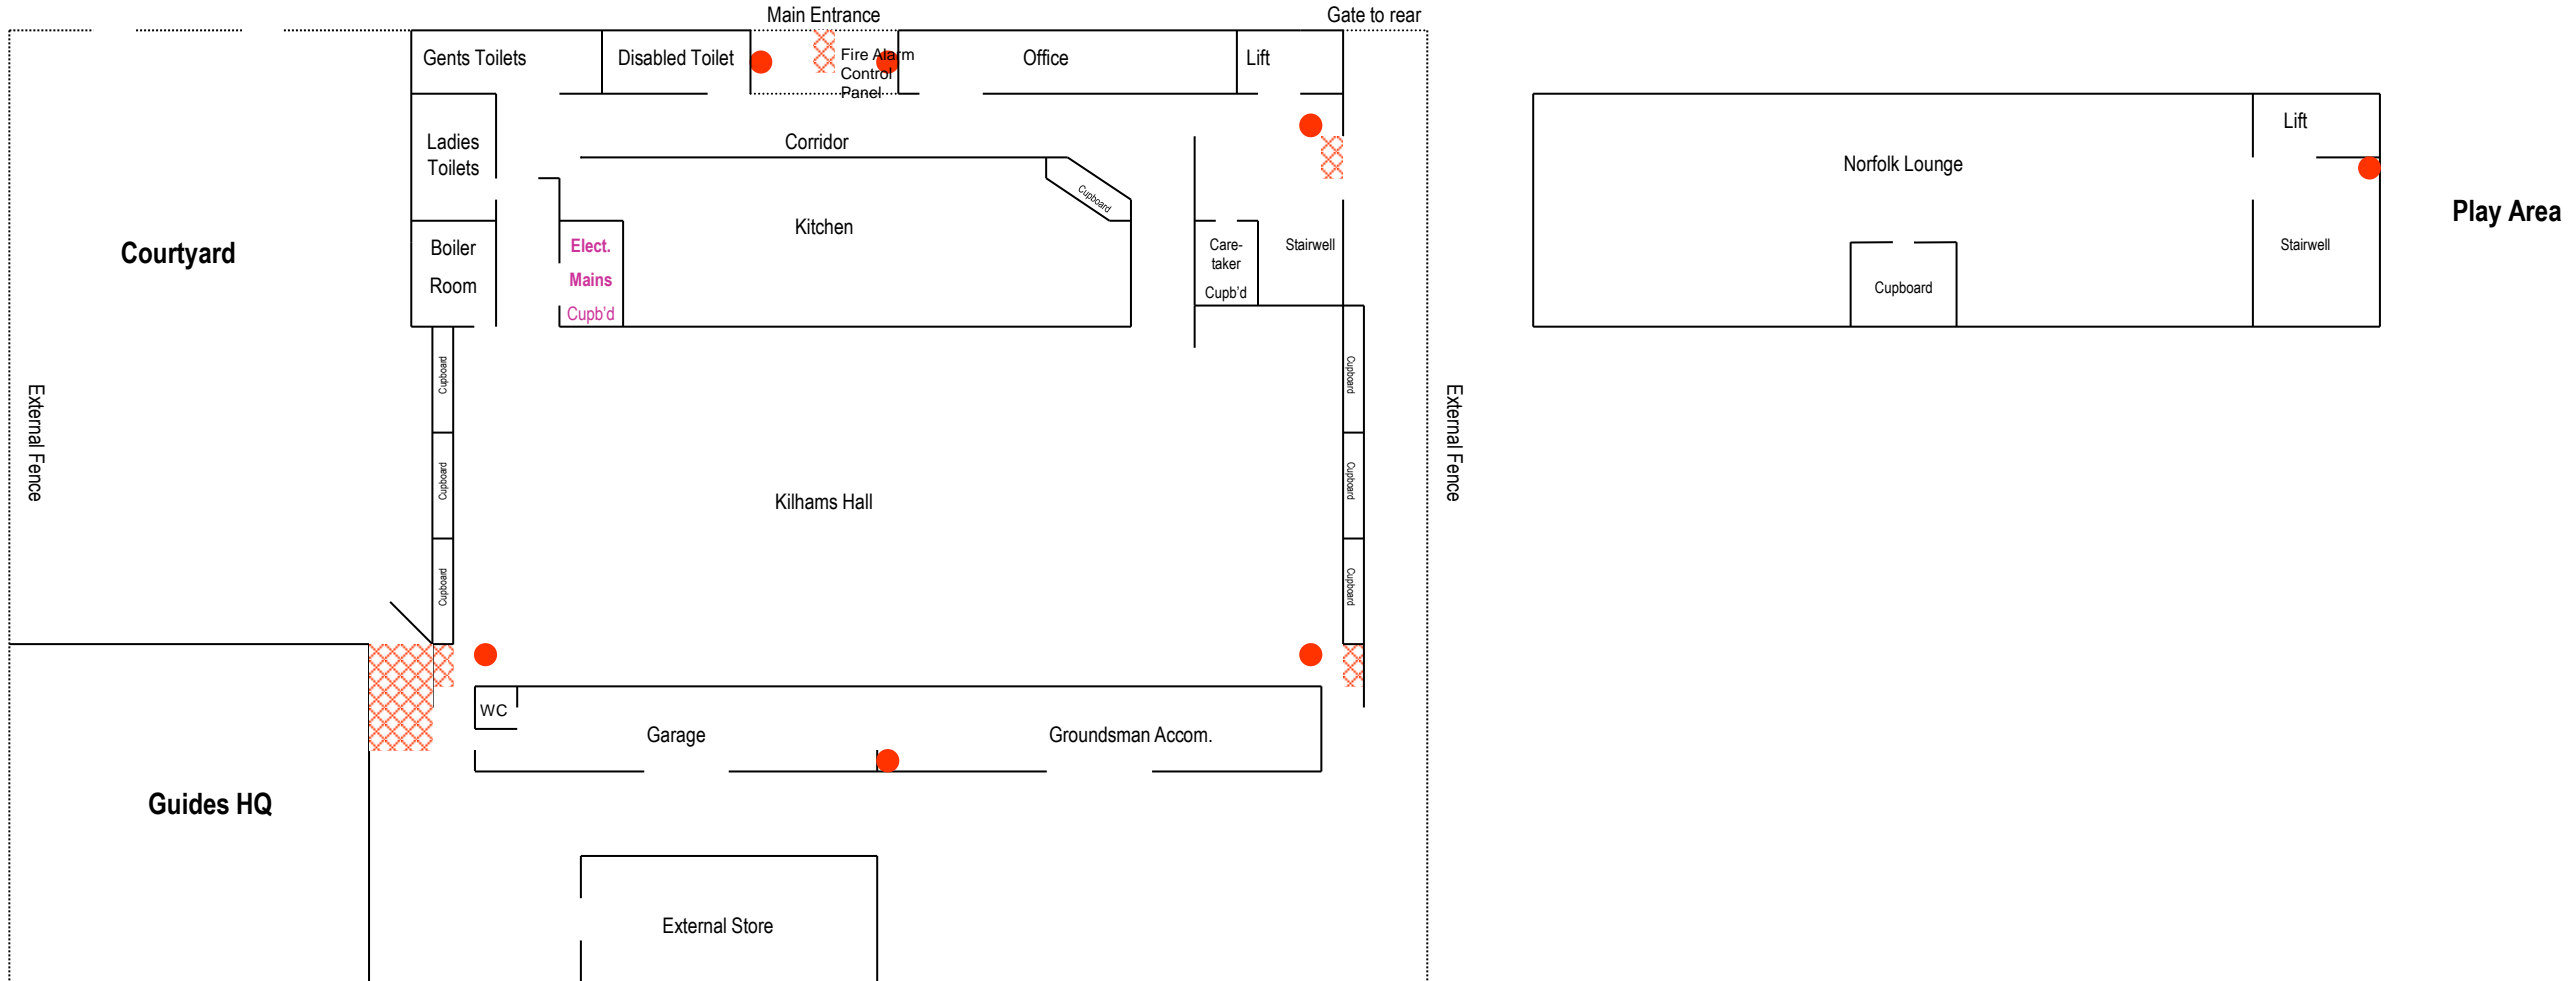 Main Entrance
Gate to rear
Gents Toilets
Disabled Toilet
Fire Alarm
Control
Panel
Office
Lift
Ladies
Toilets
Corridor
Cupboard
Kitchen
Courtyard
Boiler
Room
Elect.
Mains
Cupb'd
Care-
taker
Cupb'd
Stairwell
Norfolk Lounge
Lift
Play Area
Stairwell
Cupboard
External Fence
Cupboard
Cupboard
Cupboard
Kilhams Hall
Cupboard
Cupboard
Cupboard
External Fence
WC
Garage
Groundsman Accom.
Guides HQ
External Store